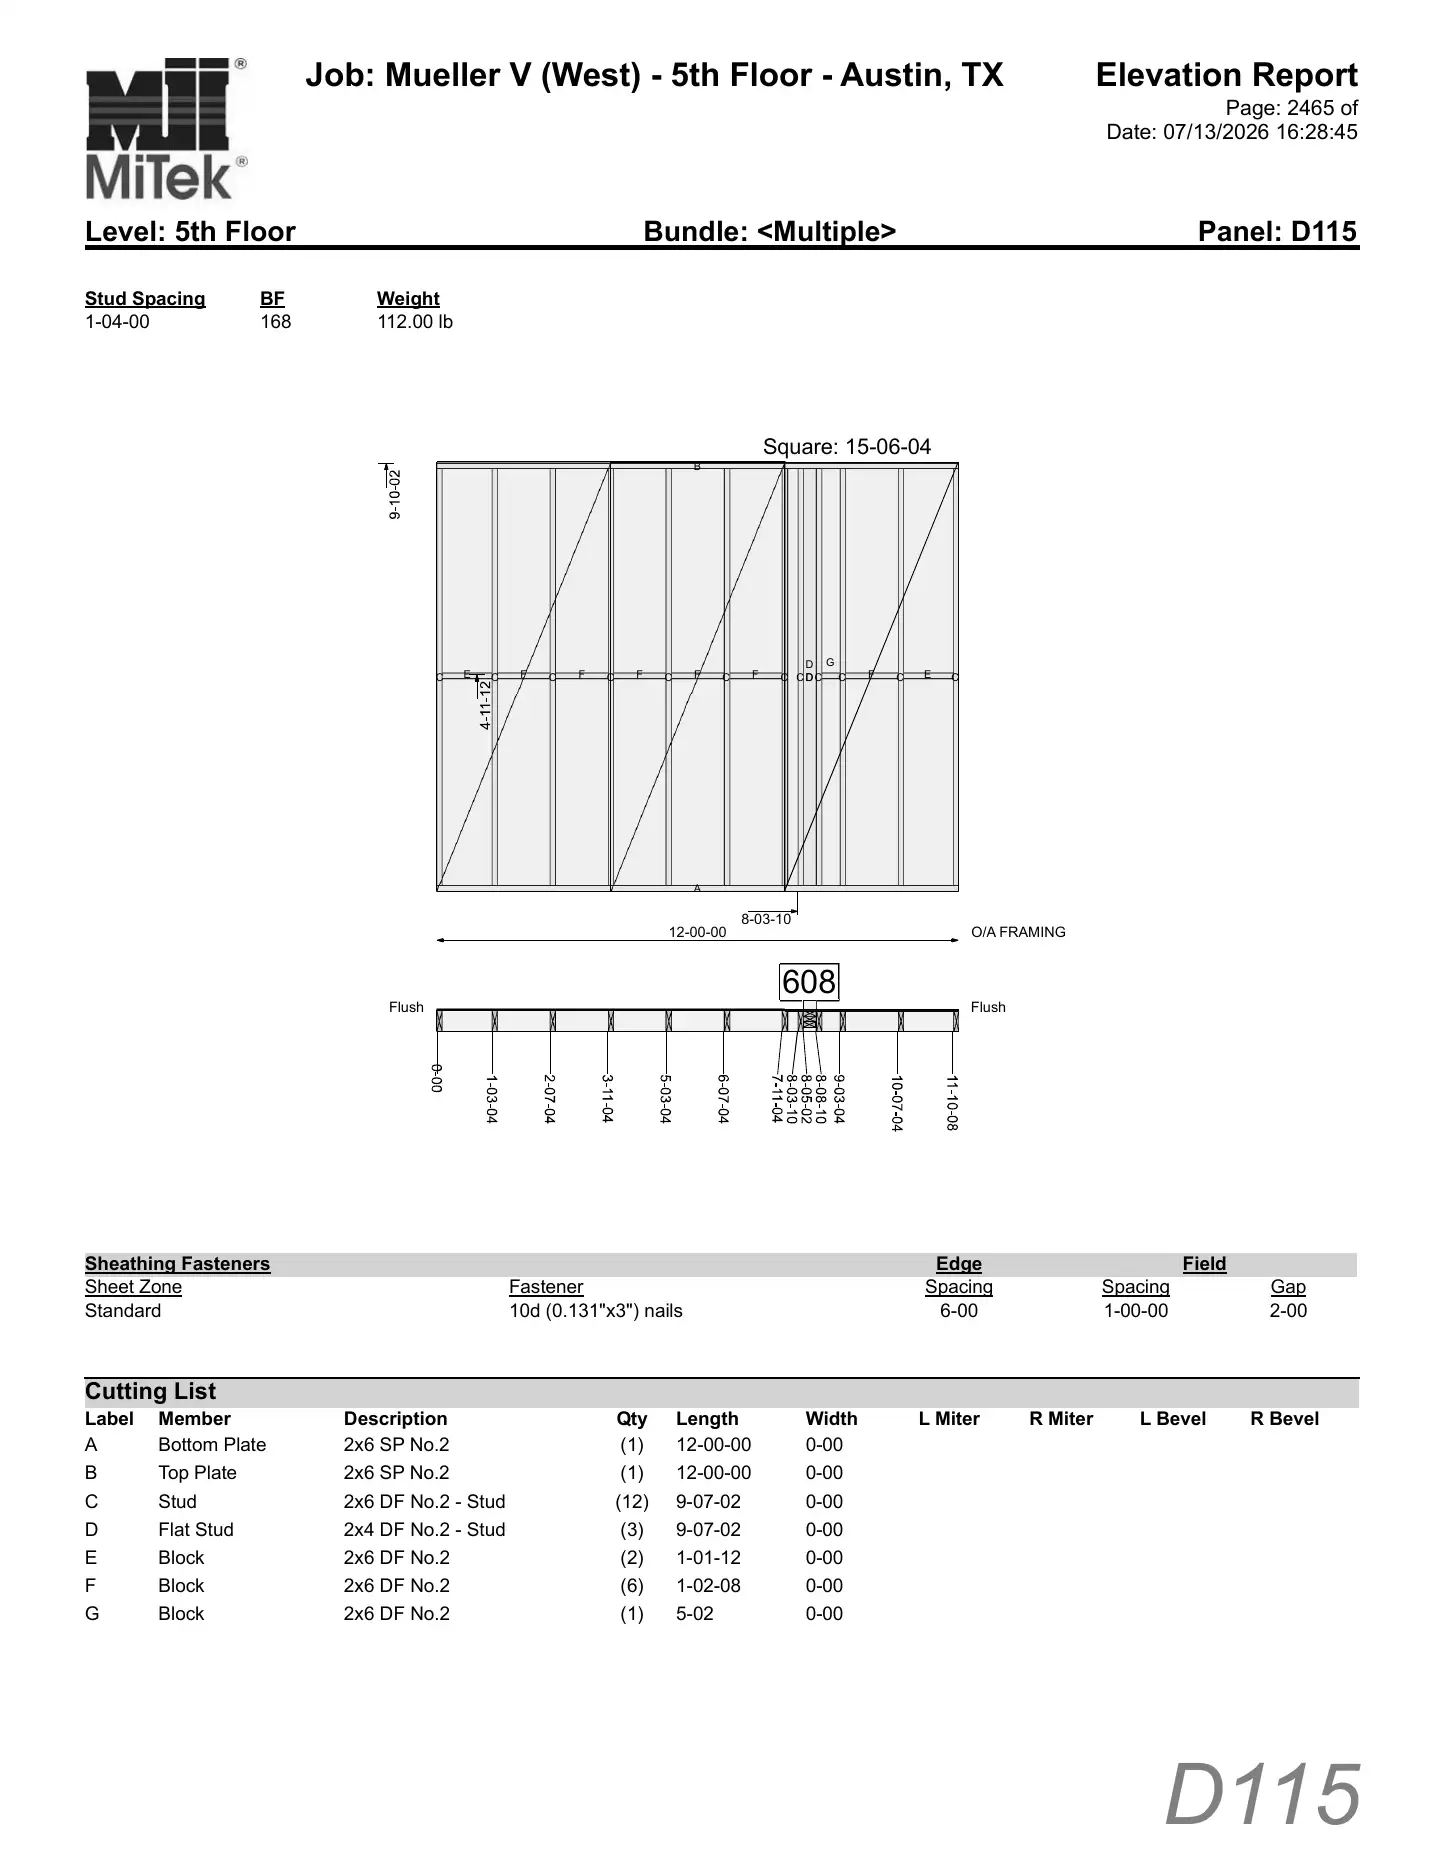 Job: Mueller V (West) - 5th Floor - Austin, TX
Elevation Report
Page: 2465 of
Date: 07/13/2026 16:28:45
MiTek®
®
Level: 5th Floor Bundle: <Multiple> Panel: D115
Stud Spacing BF Weight
1-04-00 168 112.00 lb
Square: 15-06-04
9-10-02
B
D G
E F F F F F F E
C C C C C C C C D C C C C
4-11-12
A
8-03-10
12-00-00 O/A FRAMING
608
Flush Flush
0-00 1-03-04 2-07-04 3-11-04 5-03-04 6-07-04 7-11-04 8-03-10 8-05-02 8-08-10 9-03-04 10-07-04 11-10-08
Sheathing Fasteners Edge Field
Sheet Zone Fastener Spacing Spacing Gap
Standard 10d (0.131"x3") nails 6-00 1-00-00 2-00
Cutting List
Label Member Description Qty Length Width L Miter R Miter L Bevel R Bevel
A Bottom Plate 2x6 SP No.2 (1) 12-00-00 0-00
B Top Plate 2x6 SP No.2 (1) 12-00-00 0-00
C Stud 2x6 DF No.2 - Stud (12) 9-07-02 0-00
D Flat Stud 2x4 DF No.2 - Stud (3) 9-07-02 0-00
E Block 2x6 DF No.2 (2) 1-01-12 0-00
F Block 2x6 DF No.2 (6) 1-02-08 0-00
G Block 2x6 DF No.2 (1) 5-02 0-00
D115